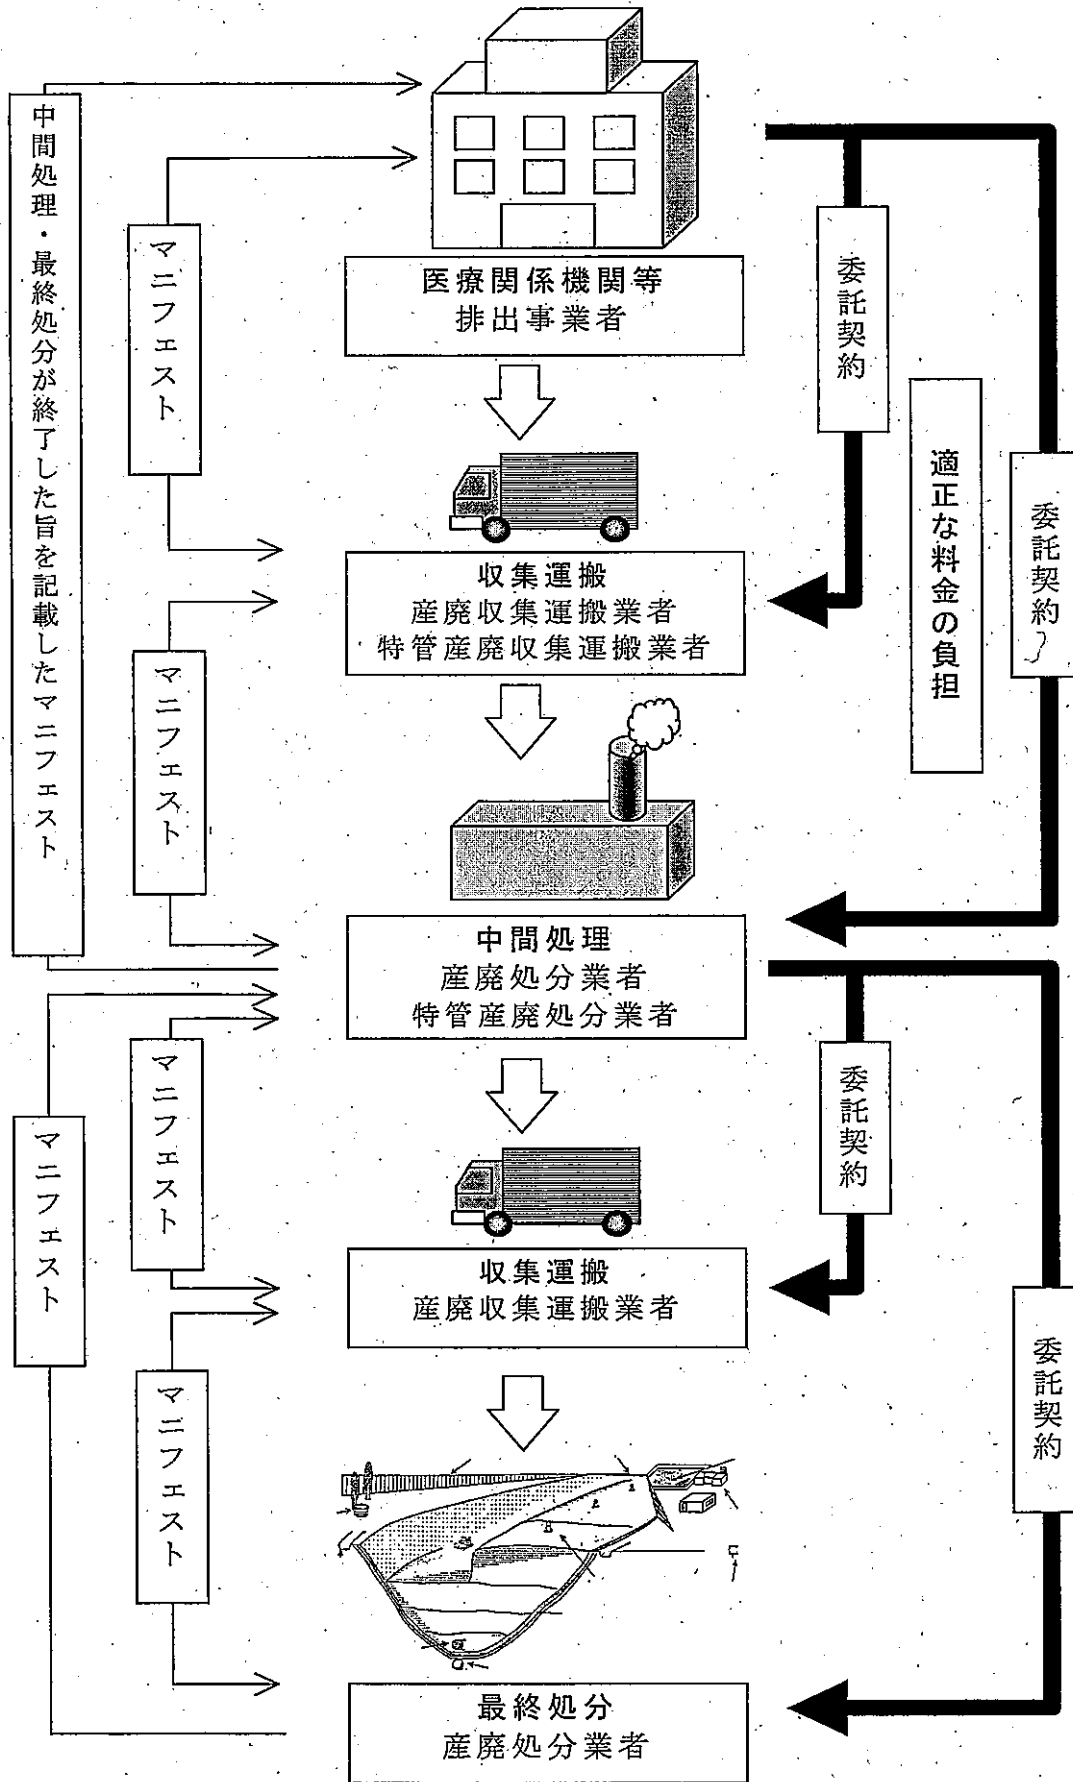 中間処理・最終処分が終了した旨を記載したマニフェスト
マニフェスト
医療関係機関等
排出事業者
委託契約
適正な料金の負担
委託契約
収集運搬
産廃収集運搬業者
特管産廃収集運搬業者
マニフェスト
中間処理
産廃処分業者
特管産廃処分業者
マニフェスト
マニフェスト
委託契約
収集運搬
産廃収集運搬業者
委託契約
マニフェスト
最終処分
産廃処分業者